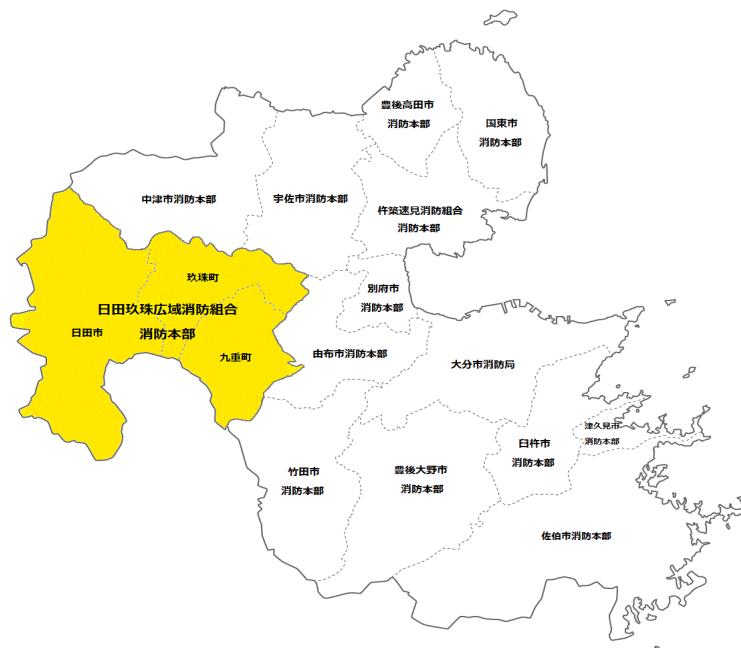 豊後高田市
消防本部
国東市
消防本部
中津市消防本部
宇佐市消防本部
杵築速見消防組合
消防本部
玖珠町
別府市
消防本部
日田玖珠広域消防組合
消防本部
日田市
九重町
由布市消防本部
大分市消防局
津久見市
消防本部
臼杵市
消防本部
竹田市
消防本部
豊後大野市
消防本部
佐伯市消防本部